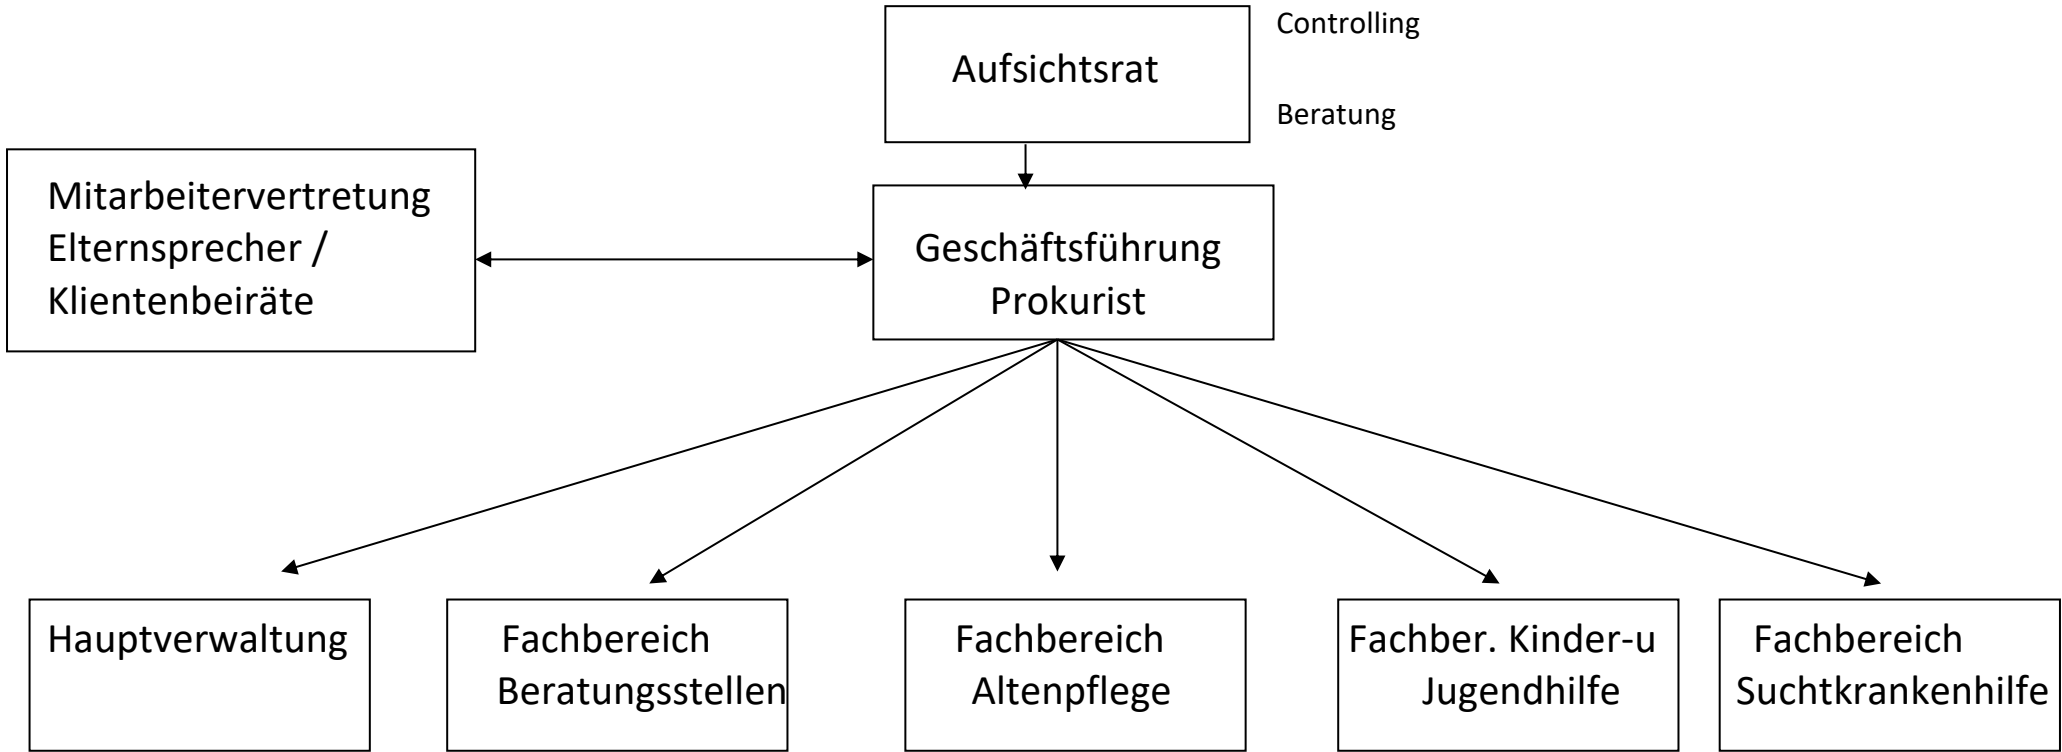 Controlling
Aufsichtsrat
Beratung
Mitarbeitervertretung
Elternsprecher /
Klientenbeiräte
Geschäftsführung
Prokurist
Hauptverwaltung
Fachbereich
Beratungsstellen
Fachbereich
Altenpflege
Fachber. Kinder-u
Jugendhilfe
Fachbereich
Suchtkrankenhilfe